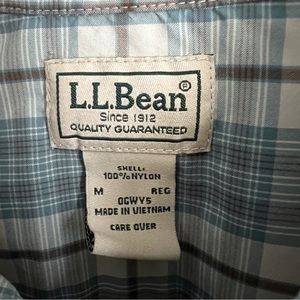 L.L.Bean®
Since 1912
QUALITY GUARANTEED
SHELL:
100% NYLON
M REG
0GWY5
MADE IN VIETNAM
CARE OVER